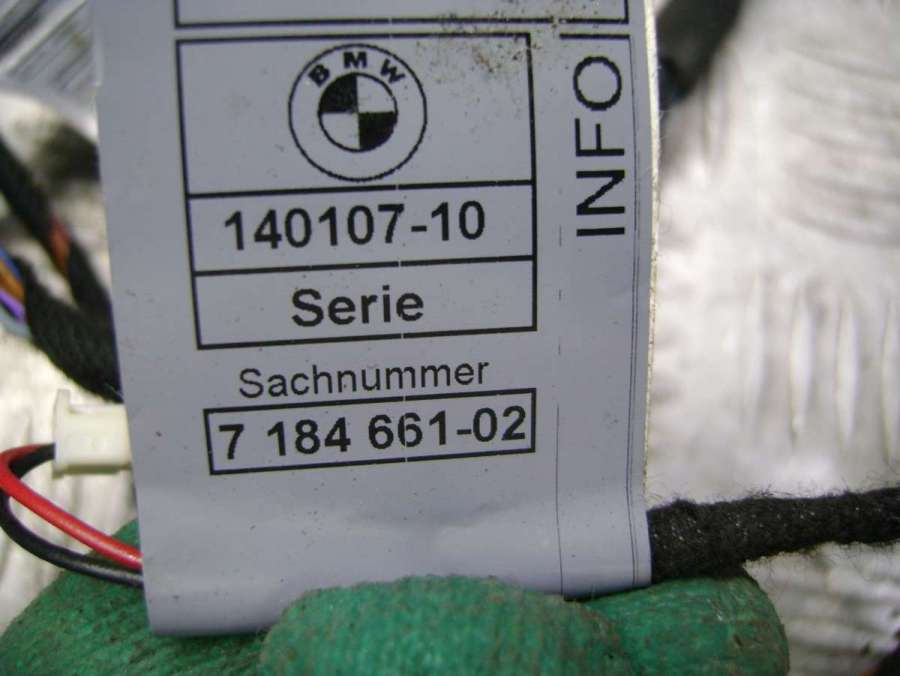 BMW
140107-10
Serie
Sachnummer
7 184 661-02
INFO